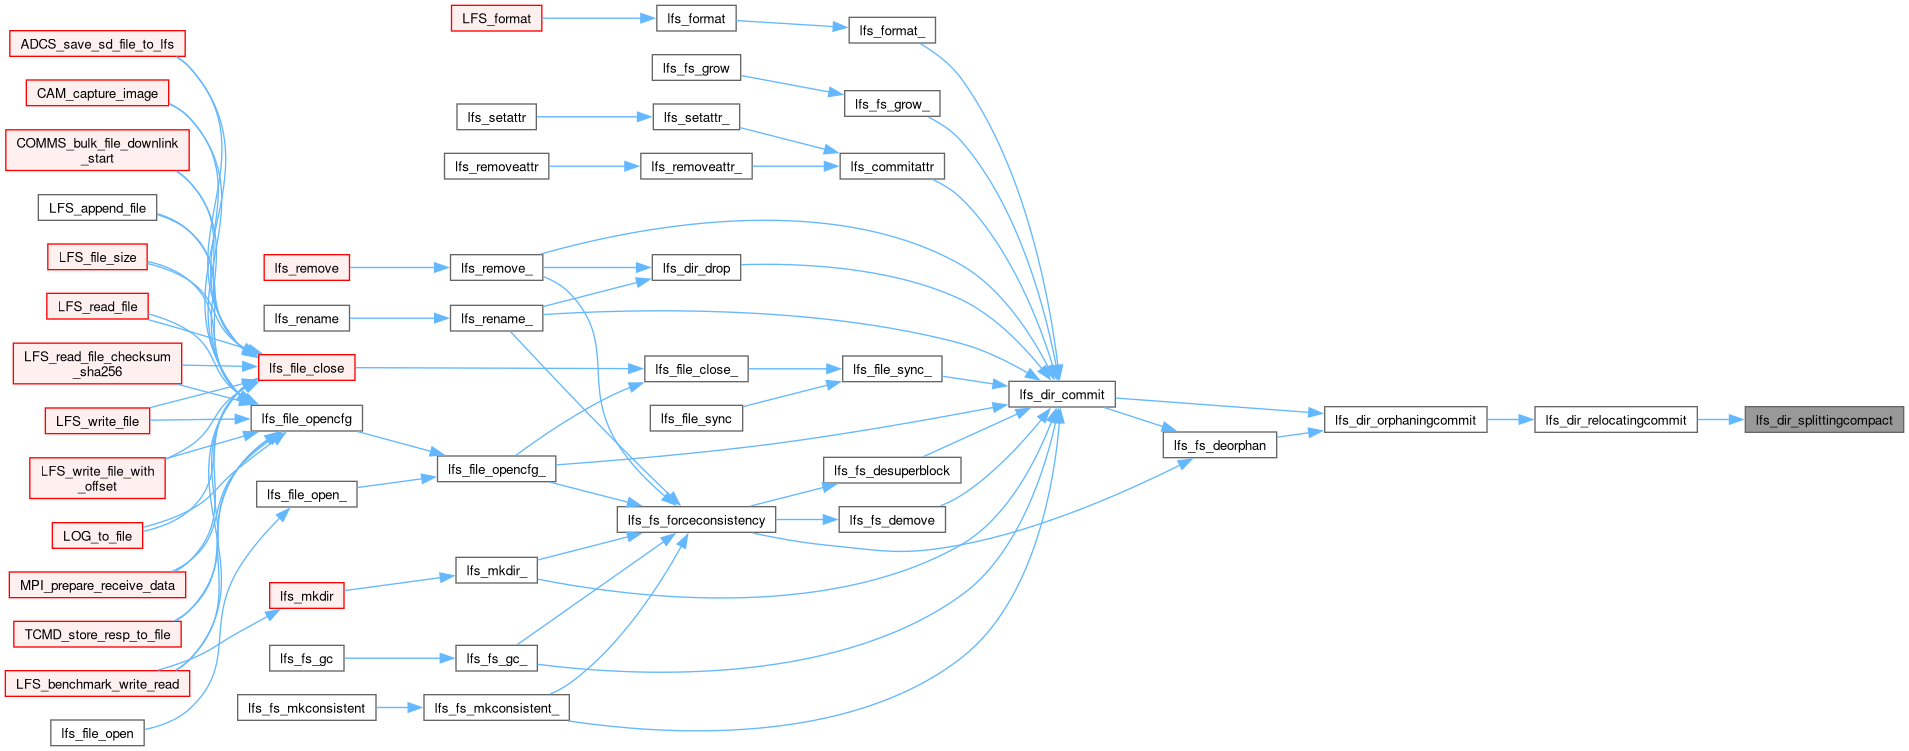 LFS_format
lfs_format
lfs_format_
ADCS_save_sd_file_to_lfs
lfs_fs_grow
CAM_capture_image
lfs_fs_grow_
lfs_setattr
lfs_setattr_
COMMS_bulk_file_downlink
_start
lfs_removeattr
lfs_removeattr_
lfs_commitattr
LFS_append_file
LFS_file_size
lfs_remove
lfs_remove_
lfs_dir_drop
LFS_read_file
lfs_rename
lfs_rename_
LFS_read_file_checksum
_sha256
lfs_file_close
lfs_file_close_
lfs_file_sync_
lfs_dir_commit
LFS_write_file
lfs_file_opencfg
lfs_file_sync
lfs_dir_orphaningcommit
lfs_dir_relocatingcommit
lfs_dir_splittingcompact
lfs_fs_deorphan
LFS_write_file_with
_offset
lfs_file_opencfg_
lfs_fs_desuperblock
lfs_file_open_
LOG_to_file
lfs_fs_forceconsistency
lfs_fs_demove
MPI_prepare_receive_data
lfs_mkdir
lfs_mkdir_
TCMD_store_resp_to_file
lfs_fs_gc
lfs_fs_gc_
LFS_benchmark_write_read
lfs_fs_mkconsistent
lfs_fs_mkconsistent_
lfs_file_open